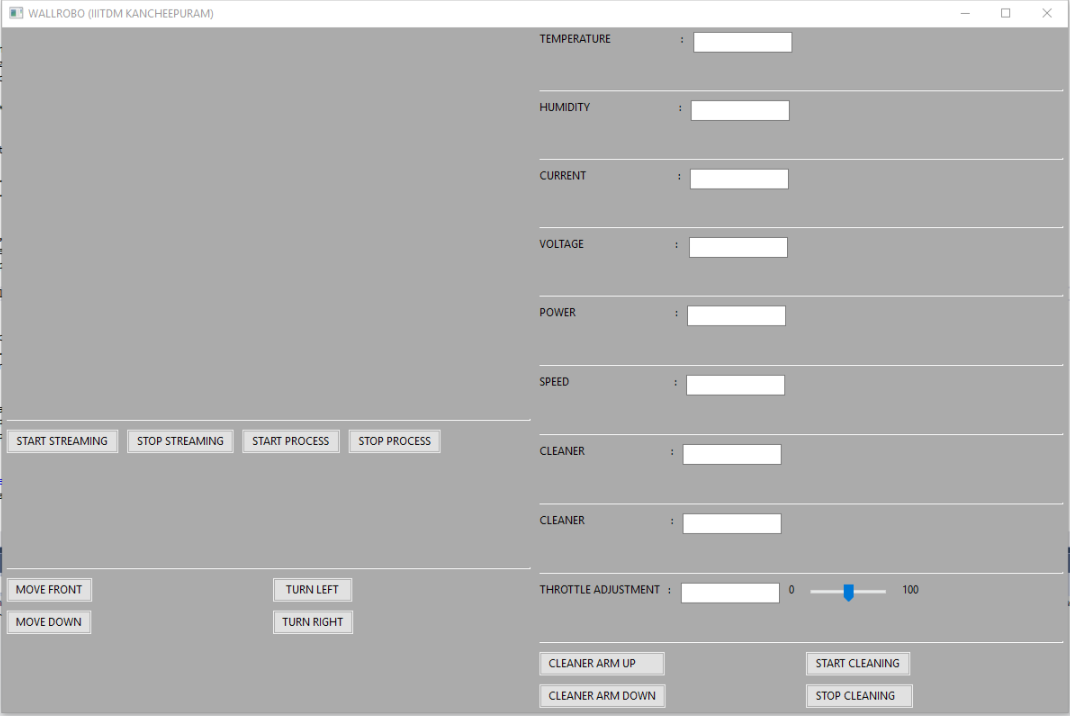 WALLROBO (IIITDM KANCHEEPURAM)
TEMPERATURE :
HUMIDITY :
CURRENT :
VOLTAGE :
POWER :
SPEED :
CLEANER :
CLEANER :
THROTTLE ADJUSTMENT : 0 100
START STREAMING STOP STREAMING START PROCESS STOP PROCESS
MOVE FRONT TURN LEFT
MOVE DOWN TURN RIGHT
CLEANER ARM UP START CLEANING
CLEANER ARM DOWN STOP CLEANING